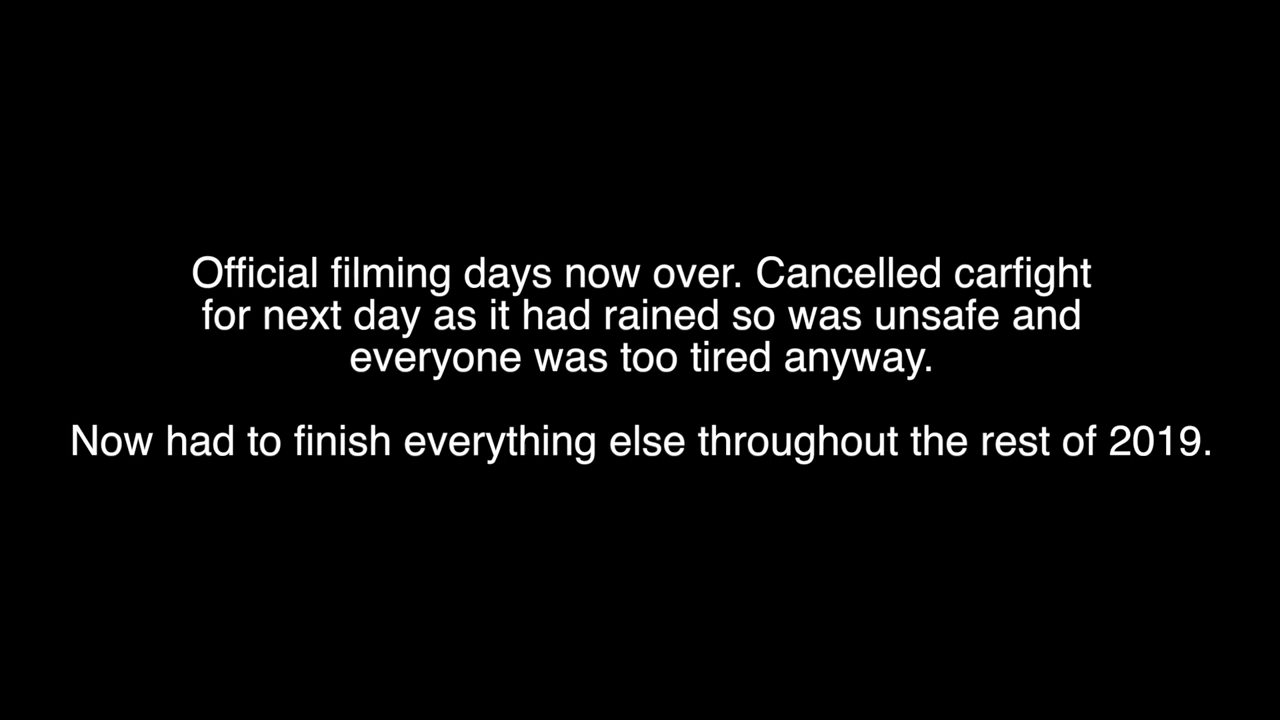 Official filming days now over. Cancelled carfight
for next day as it had rained so was unsafe and
everyone was too tired anyway.
Now had to finish everything else throughout the rest of 2019.